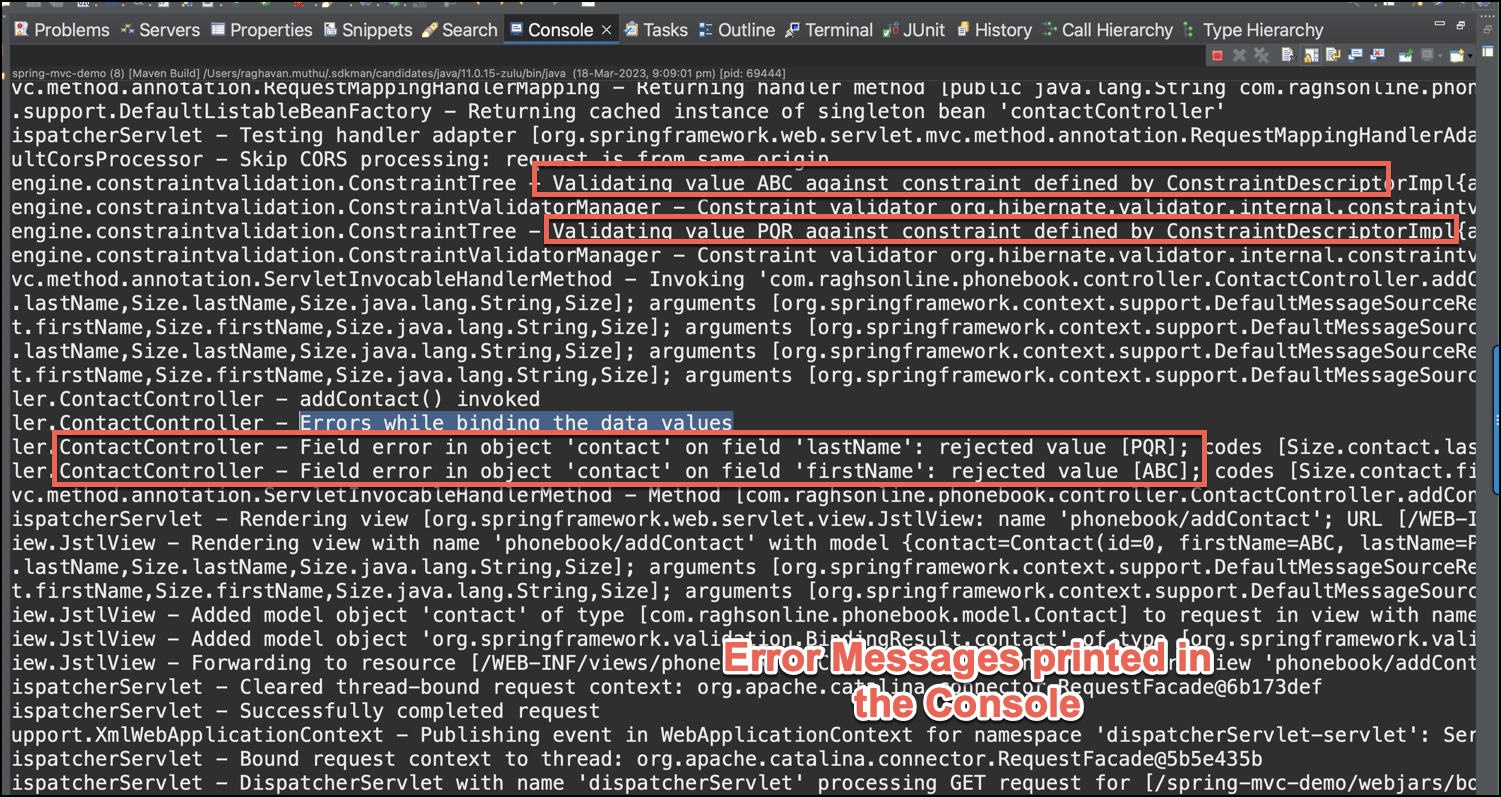 Problems Servers Properties Snippets Search Console Tasks Outline Terminal JUnit History Call Hierarchy Type Hierarchy
spring-mvc-demo (8) [Maven Build] /Users/raghavan.muthu/.sdkman/candidates/java/11.0.15-zulu/bin/java (18-Mar-2023, 9:09:01 pm) [pid: 69444]
vc.method.annotation.RequestMappingHandlerMapping – Returning handler method [public java.lang.String com.raghsonline.phon
.support.DefaultListableBeanFactory – Returning cached instance of singleton bean 'contactController'
ispatcherServlet – Testing handler adapter [org.springframework.web.servlet.mvc.method.annotation.RequestMappingHandlerAda
ultCorsProcessor – Skip CORS processing: request is from same origin
engine.constraintvalidation.ConstraintTree – Validating value ABC against constraint defined by ConstraintDescriptorImpl{a
engine.constraintvalidation.ConstraintValidatorManager – Constraint validator org.hibernate.validator.internal.constraintv
engine.constraintvalidation.ConstraintTree – Validating value PQR against constraint defined by ConstraintDescriptorImpl{a
engine.constraintvalidation.ConstraintValidatorManager – Constraint validator org.hibernate.validator.internal.constraintv
vc.method.annotation.ServletInvocableHandlerMethod – Invoking 'com.raghsonline.phonebook.controller.ContactController.addC
.lastName,Size.lastName,Size.java.lang.String,Size]; arguments [org.springframework.context.support.DefaultMessageSourceRe
t.firstName,Size.firstName,Size.java.lang.String,Size]; arguments [org.springframework.context.support.DefaultMessageSourc
.lastName,Size.lastName,Size.java.lang.String,Size]; arguments [org.springframework.context.support.DefaultMessageSourceRe
t.firstName,Size.firstName,Size.java.lang.String,Size]; arguments [org.springframework.context.support.DefaultMessageSourc
ler.ContactController – addContact() invoked
ler.ContactController – Errors while binding the data values
ler.ContactController – Field error in object 'contact' on field 'lastName': rejected value [PQR]; codes [Size.contact.las
ler.ContactController – Field error in object 'contact' on field 'firstName': rejected value [ABC]; codes [Size.contact.fi
vc.method.annotation.ServletInvocableHandlerMethod – Method [com.raghsonline.phonebook.controller.ContactController.addCon
ispatcherServlet – Rendering view [org.springframework.web.servlet.view.JstlView: name 'phonebook/addContact'; URL [/WEB-I
iew.JstlView – Rendering view with name 'phonebook/addContact' with model {contact=Contact(id=0, firstName=ABC, lastName=P
.lastName,Size.lastName,Size.java.lang.String,Size]; arguments [org.springframework.context.support.DefaultMessageSourceRe
t.firstName,Size.firstName,Size.java.lang.String,Size]; arguments [org.springframework.context.support.DefaultMessageSourc
iew.JstlView – Added model object 'contact' of type [com.raghsonline.phonebook.model.Contact] to request in view with name
iew.JstlView – Added model object 'org.springframework.validation.BindingResult.contact' of type [org.springframework.vali
iew.JstlView – Forwarding to resource [/WEB-INF/views/phone view 'phonebook/addCont
Error Messages printed in
the Console
ispatcherServlet – Cleared thread-bound request context: org.apache.catalina.connector.RequestFacade@6b173def
ispatcherServlet – Successfully completed request
upport.XmlWebApplicationContext – Publishing event in WebApplicationContext for namespace 'dispatcherServlet-servlet': Ser
ispatcherServlet – Bound request context to thread: org.apache.catalina.connector.RequestFacade@5b5e435b
ispatcherServlet – DispatcherServlet with name 'dispatcherServlet' processing GET request for [/spring-mvc-demo/webjars/bo